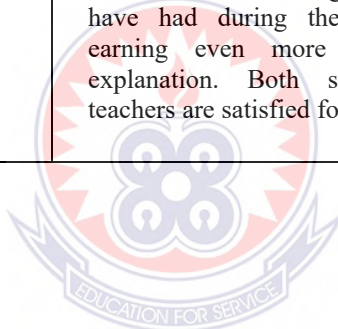 have had during the
earning even more
explanation. Both s
teachers are satisfied fo
EDUCATION FOR SERVICE